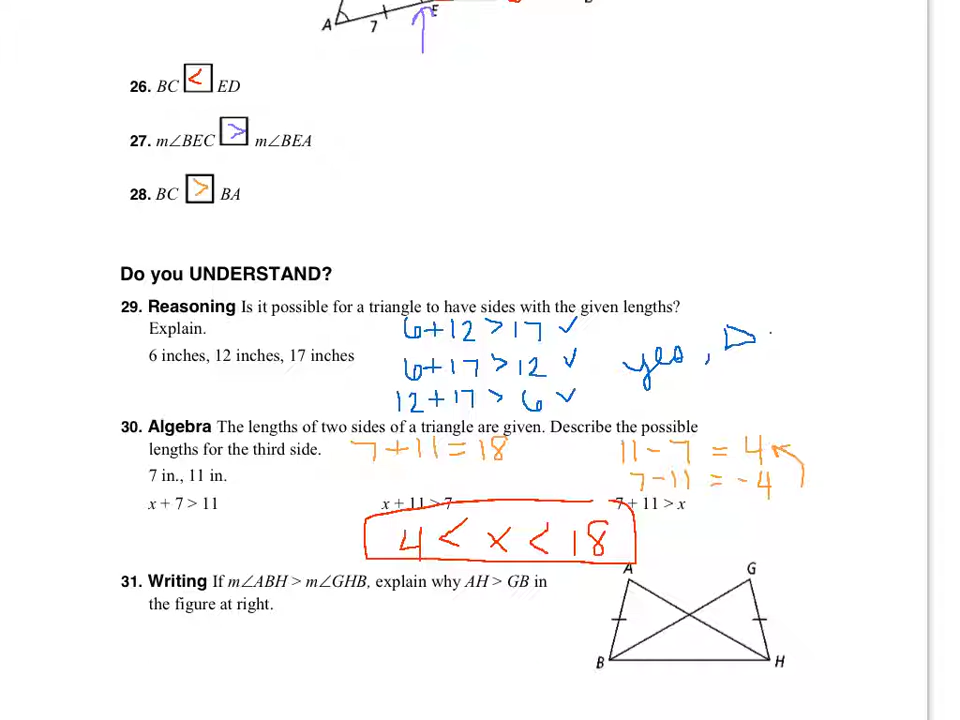 A 7 E
26. BC < ED
27. m∠BEC > m∠BEA
28. BC > BA
Do you UNDERSTAND?
29. Reasoning Is it possible for a triangle to have sides with the given lengths?
Explain.
6 inches, 12 inches, 17 inches
6+12 > 17 ✓
6+17 > 12 ✓
12+17 > 6 ✓
yes, △
30. Algebra The lengths of two sides of a triangle are given. Describe the possible
lengths for the third side.
7+11=18
11-7 = 4
7-11 = -4
7 in., 11 in.
x + 7 > 11 x + 11 > 7 7 + 11 > x
4 < x < 18
31. Writing If m∠ABH > m∠GHB, explain why AH > GB in
the figure at right.
A G
B H